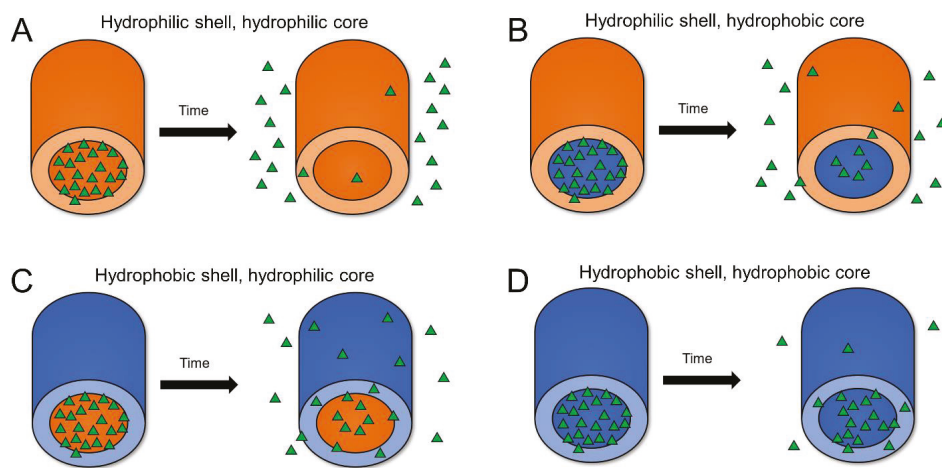 A
Hydrophilic shell, hydrophilic core
Time
B
Hydrophilic shell, hydrophobic core
Time
C
Hydrophobic shell, hydrophilic core
Time
D
Hydrophobic shell, hydrophobic core
Time